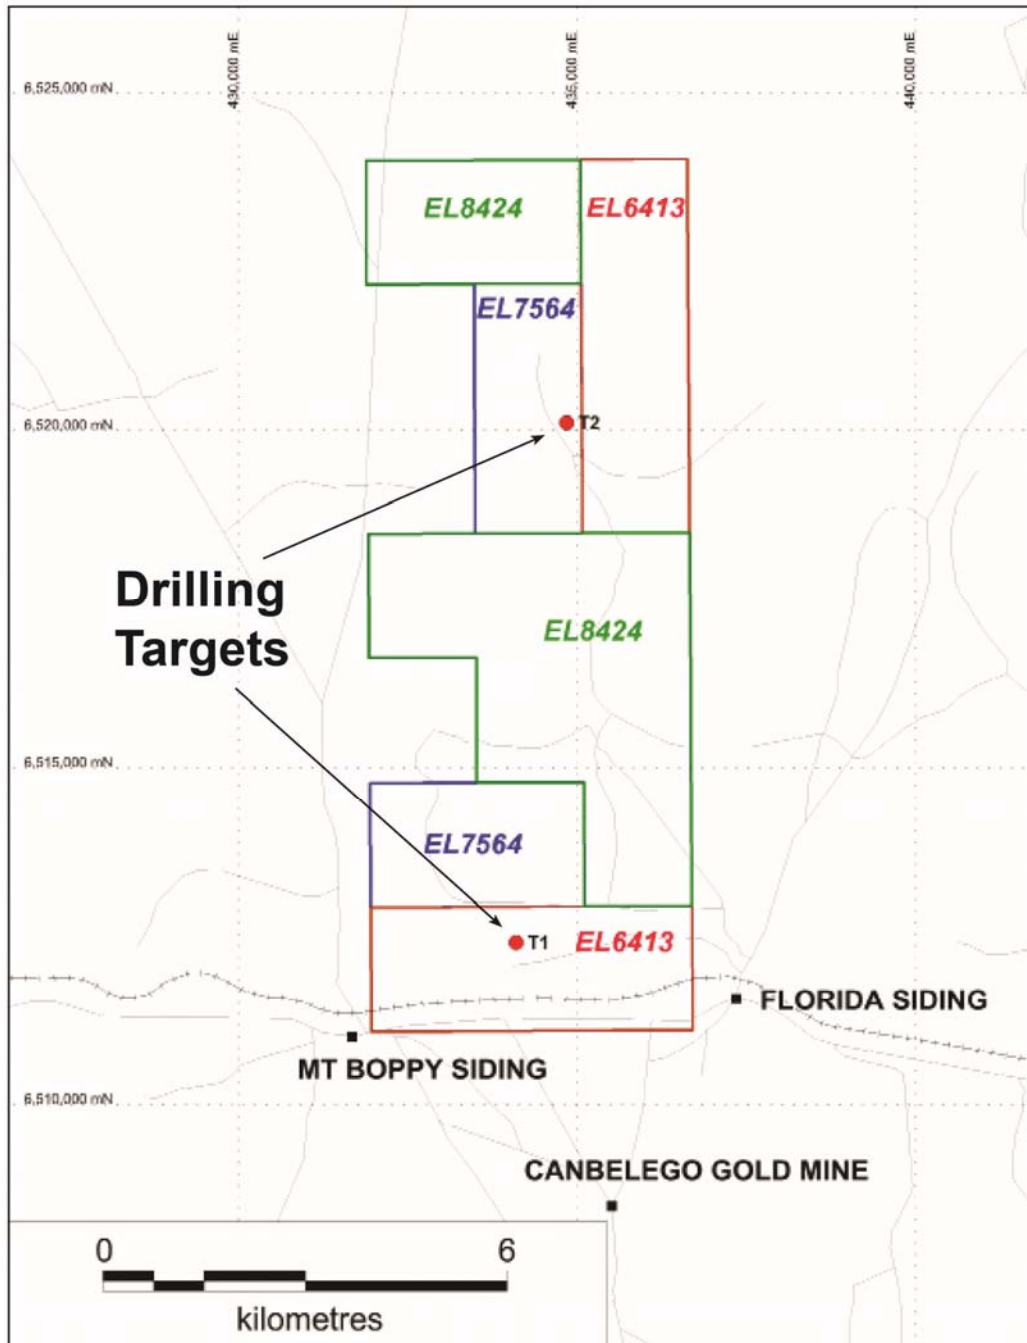 430,000 mE
435,000 mE
440,000 mE
6,525,000 mN
EL8424
EL6413
EL7564
6,520,000 mN
T2
Drilling
Targets
EL8424
6,515,000 mN
EL7564
T1
EL6413
FLORIDA SIDING
MT BOPPY SIDING
6,510,000 mN
CANBELEGO GOLD MINE
0 6
kilometres